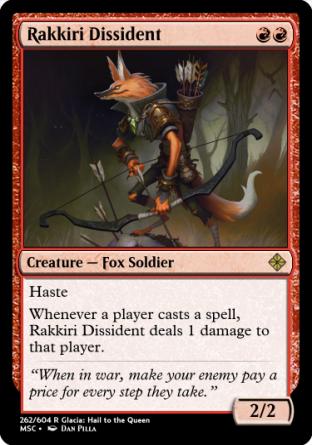 Rakkiri Dissident
Creature — Fox Soldier
Haste
Whenever a player casts a spell,
Rakkiri Dissident deals 1 damage to
that player.
“When in war, make your enemy pay a
price for every step they take.”
2/2
262/604 R Glacia: Hail to the Queen
MSC • DAN PILLA